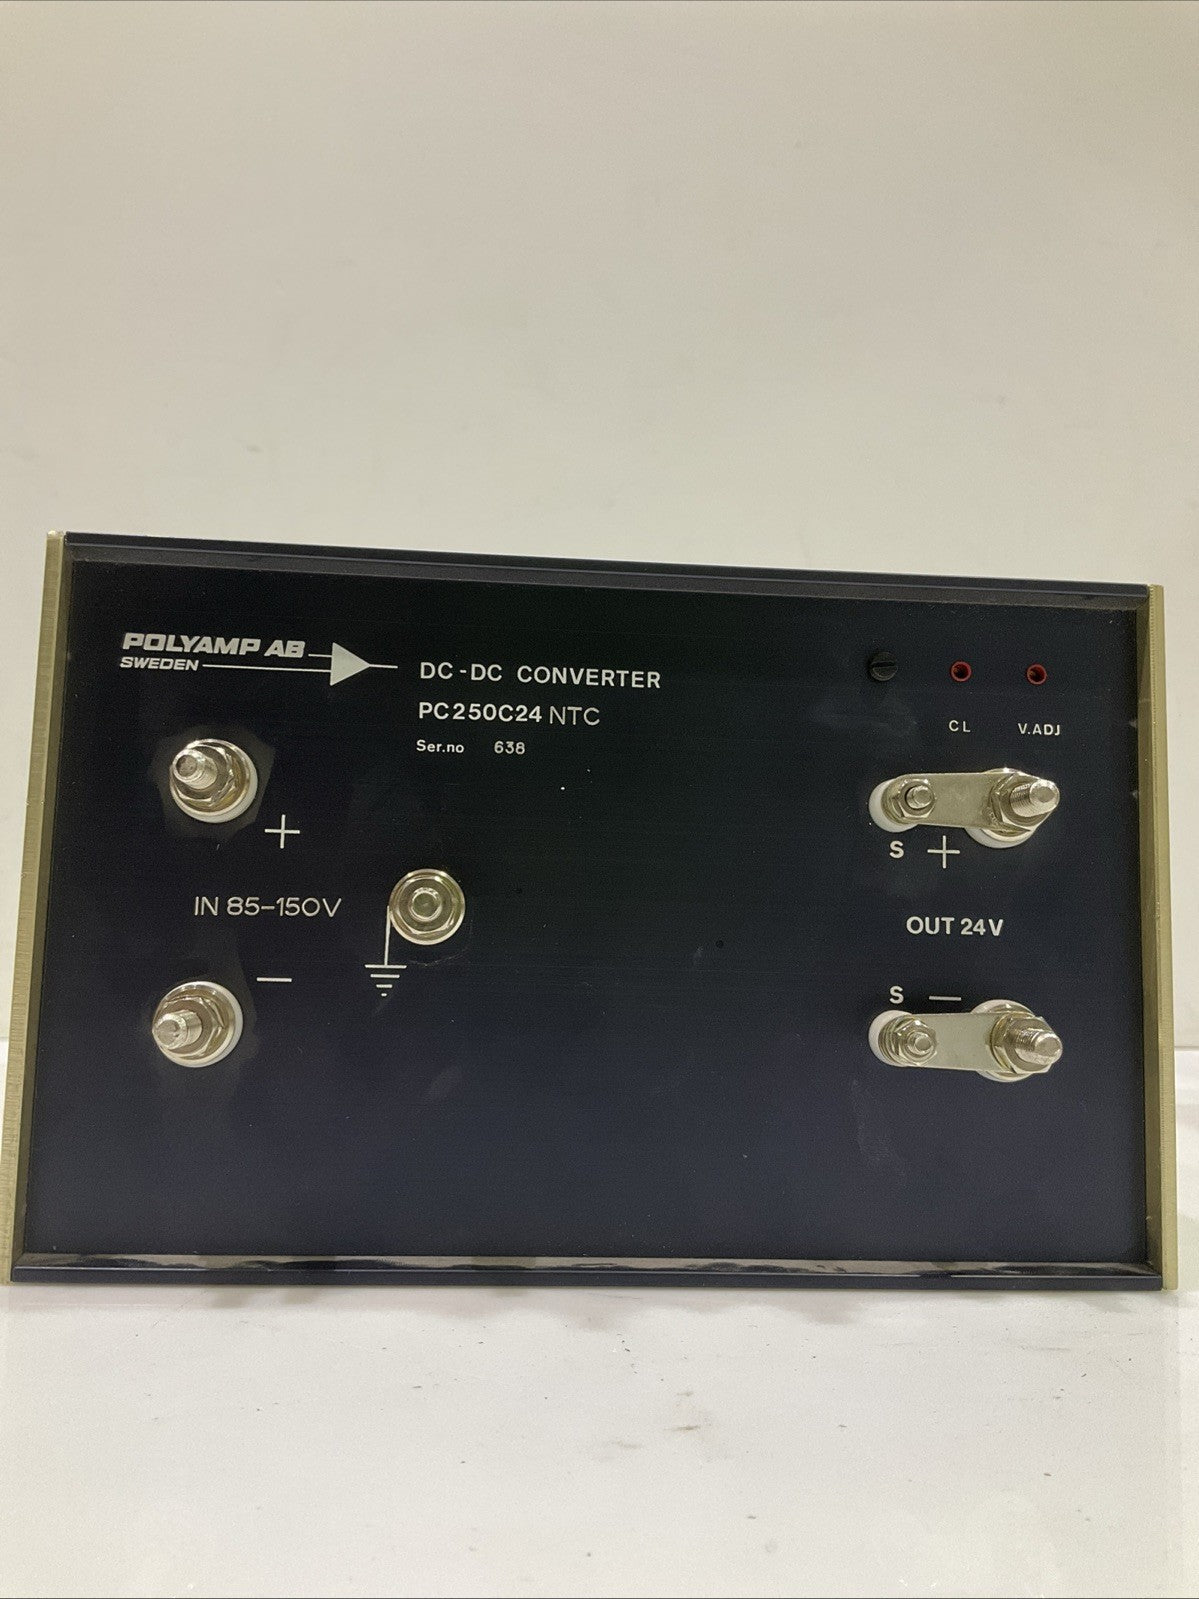 POLYAMP AB
SWEDEN
DC-DC CONVERTER
PC250C24 NTC
Ser.no 638
CL V.ADJ
+
S +
IN 85-150V
OUT 24V
-
S -